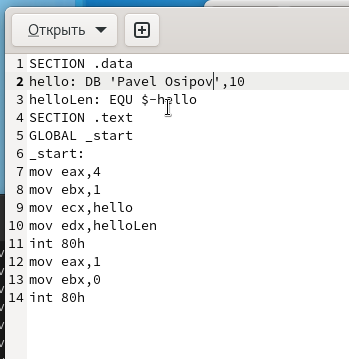 Открыть
1 SECTION .data
2 hello: DB 'Pavel Osipov',10
3 helloLen: EQU $-hello
4 SECTION .text
5 GLOBAL _start
6 _start:
7 mov eax,4
8 mov ebx,1
9 mov ecx,hello
10 mov edx,helloLen
11 int 80h
12 mov eax,1
13 mov ebx,0
14 int 80h